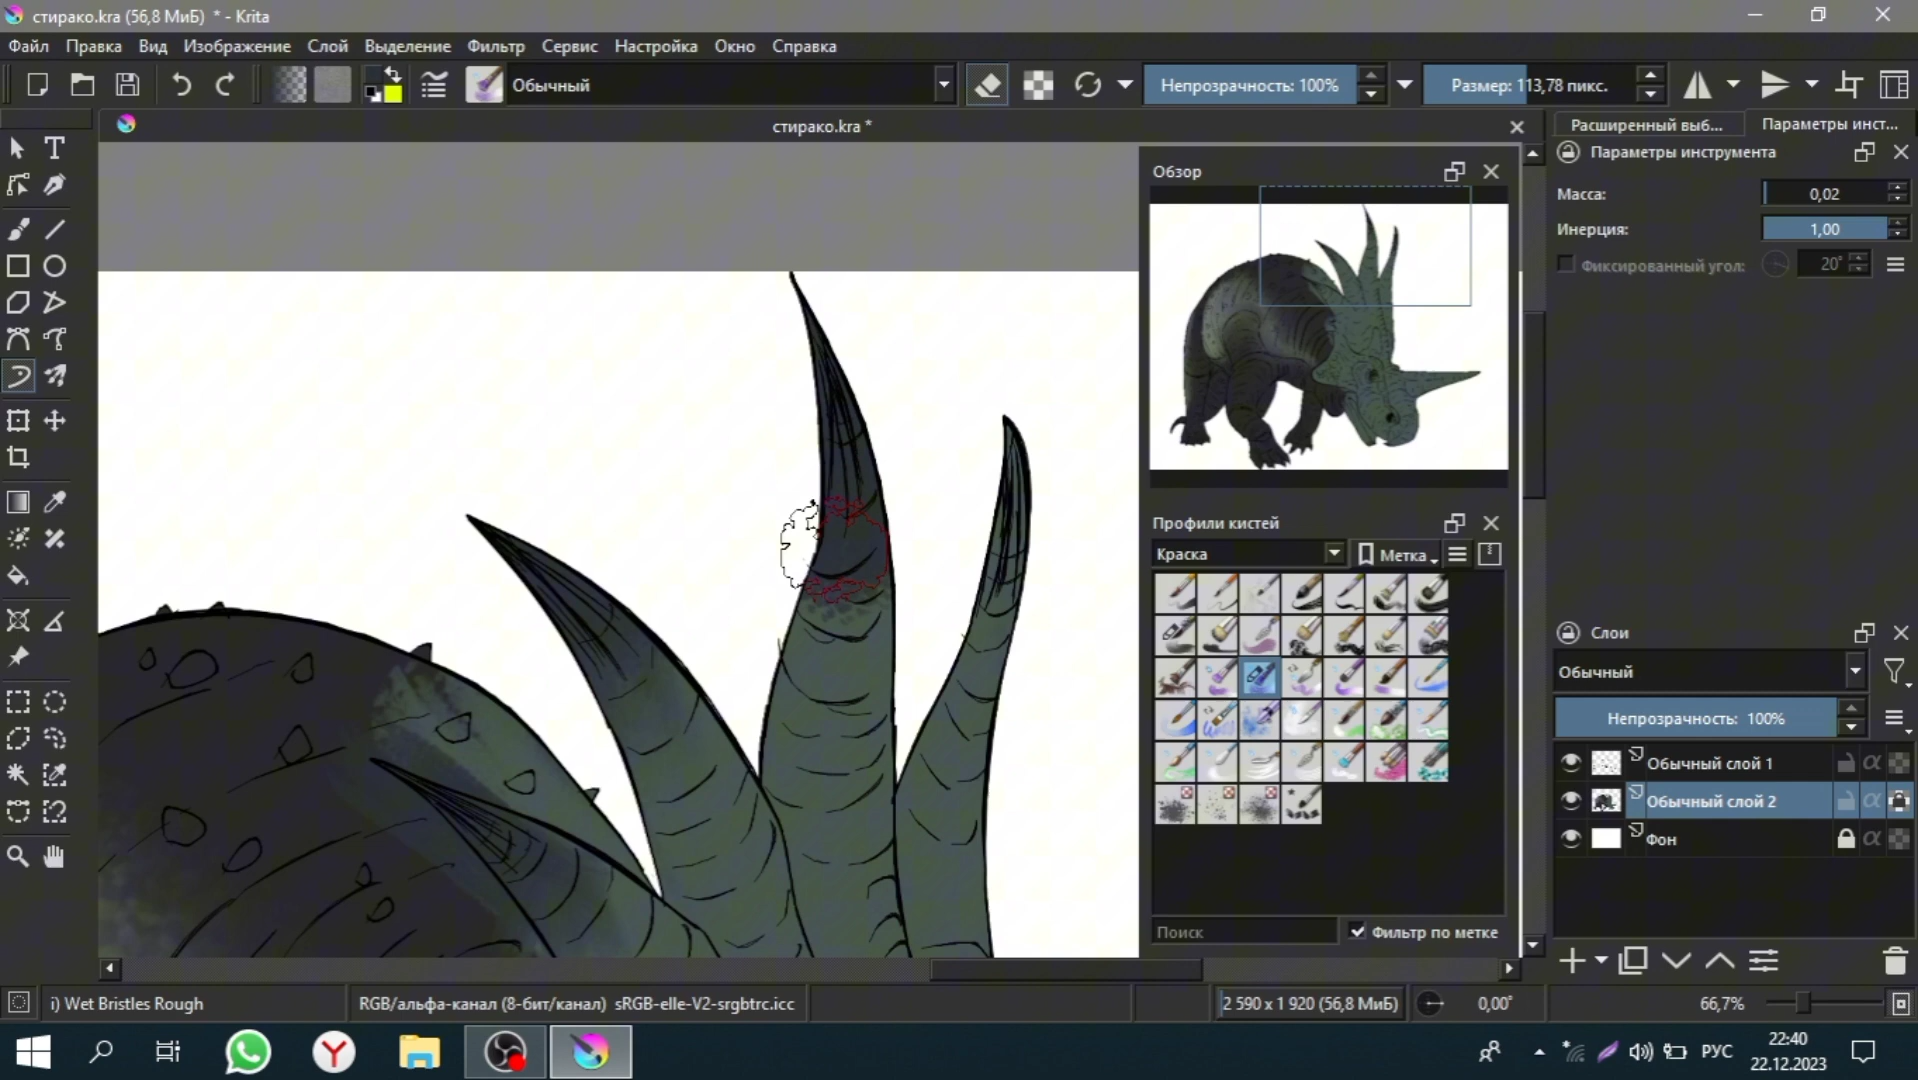 стирако.kra (56,8 МиБ) * - Krita
Файл Правка Вид Изображение Слой Выделение Фильтр Сервис Настройка Окно Справка
Обычный
Непрозрачность: 100%
Размер: 113,78 пикс.
стирако.kra *
Расширенный выб...
Параметры инст...
Параметры инструмента
Масса:
0,02
Инерция:
1,00
Фиксированный угол:
20°
Обзор
Профили кистей
Краска
Метка
Поиск
Фильтр по метке
Слои
Обычный
Непрозрачность: 100%
Обычный слой 1
Обычный слой 2
Фон
i) Wet Bristles Rough
RGB/альфа-канал (8-бит/канал) sRGB-elle-V2-srgbtrc.icc
2 590 x 1 920 (56,8 МиБ)
0,00°
66,7%
РУС
22:40
22.12.2023